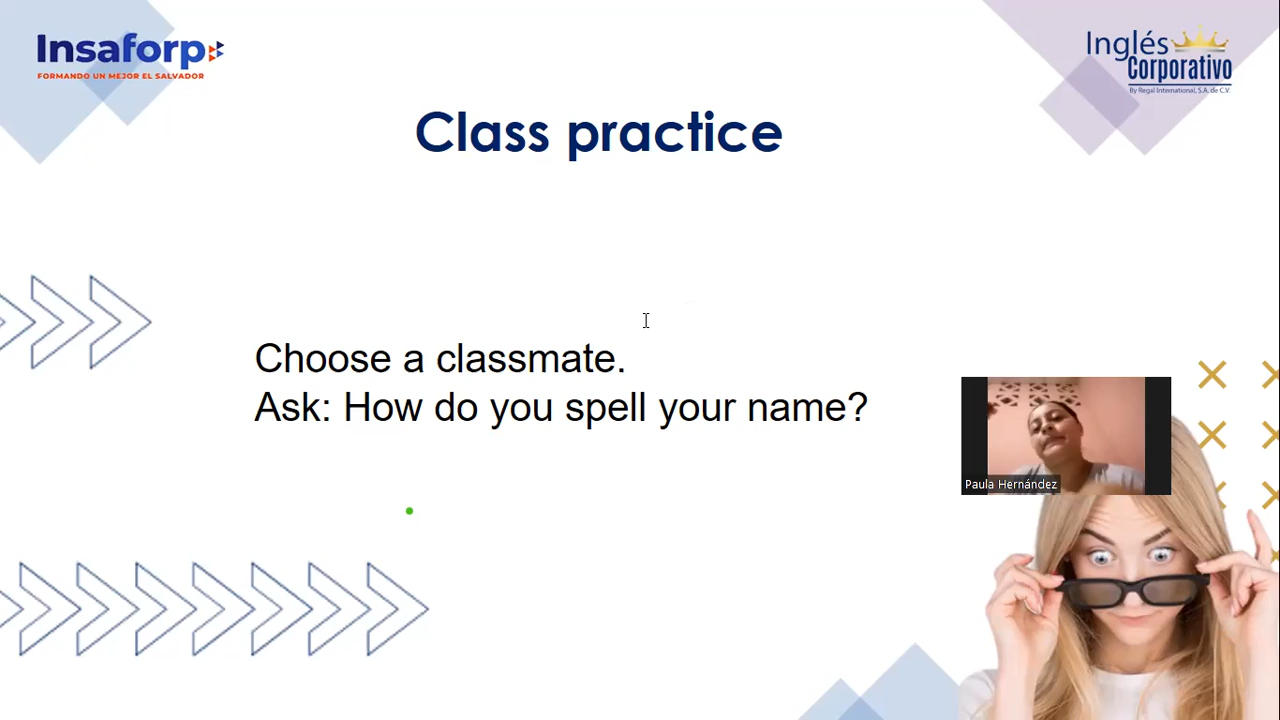 Insaforp
FORMANDO UN MEJOR EL SALVADOR
Inglés
Corporativo
By Regal International, S.A. de C.V.
Class practice
Choose a classmate.
Ask: How do you spell your name?
Paula Hernández